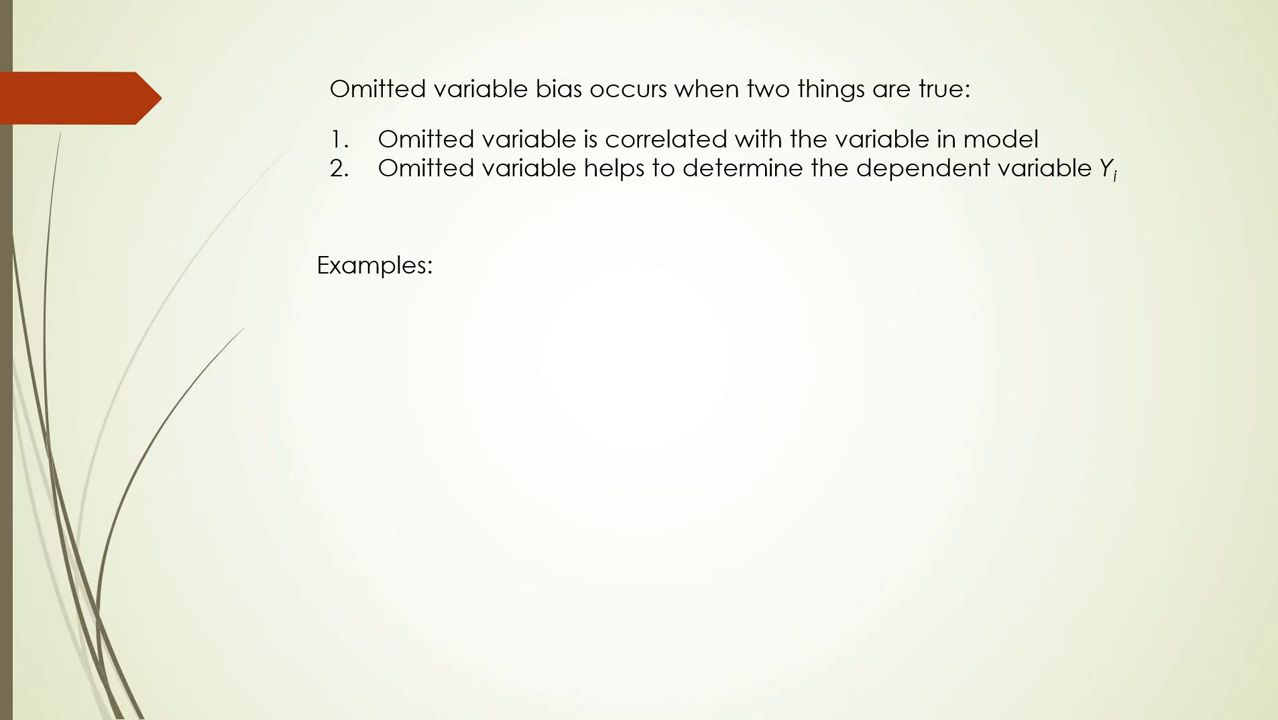 Omitted variable bias occurs when two things are true:
1. Omitted variable is correlated with the variable in model
2. Omitted variable helps to determine the dependent variable Yi
Examples: